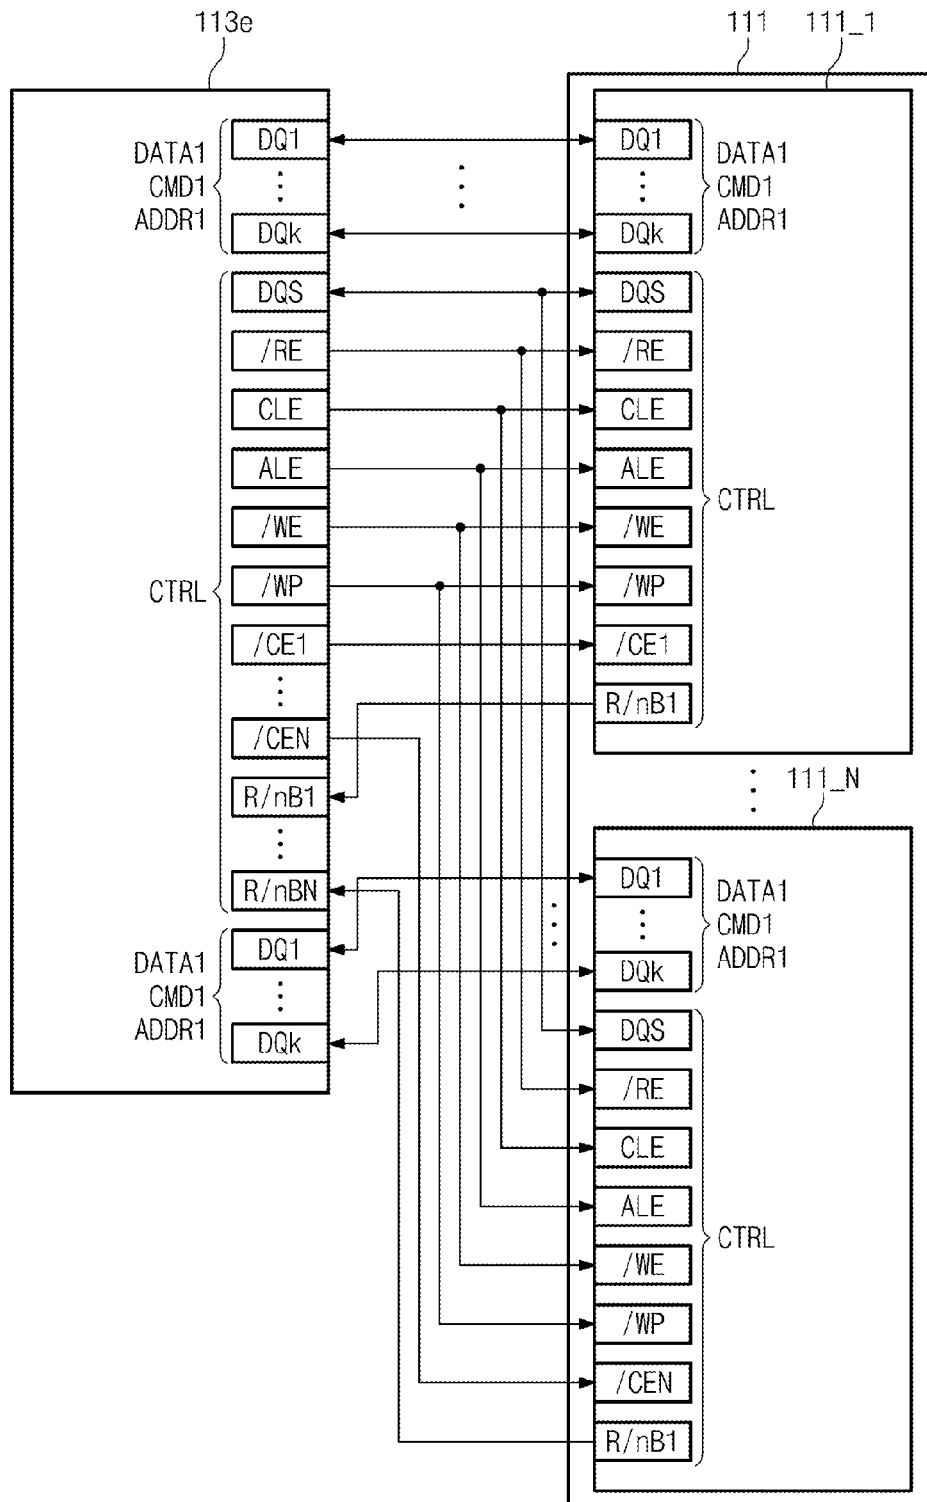 113e
111
111_1
DATA1
CMD1
ADDR1
DQ1
DQk
DQS
/RE
CLE
ALE
/WE
/WP
/CE1
/CEN
R/nB1
R/nBN
CTRL
DQ1
DQk
DATA1
CMD1
ADDR1
DQ1
DQk
DATA1
CMD1
ADDR1
DQS
/RE
CLE
ALE
/WE
/WP
/CE1
R/nB1
CTRL
111_N
DQ1
DQk
DATA1
CMD1
ADDR1
DQS
/RE
CLE
ALE
/WE
/WP
/CEN
R/nB1
CTRL